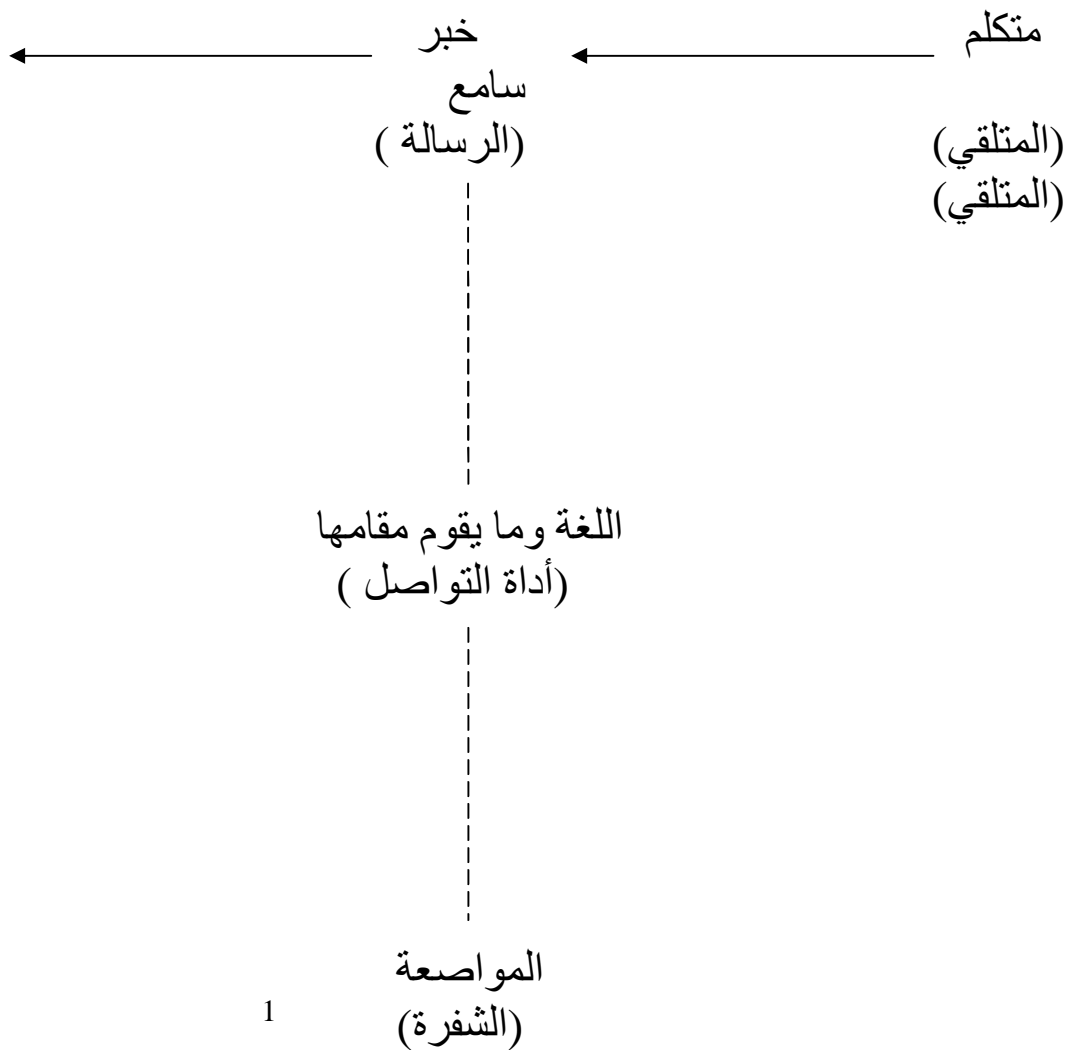 متكلم خبر
سامع
(الرسالة )
(المتلقي)
(المتلقي)
اللغة وما يقوم مقامها
(أداة التواصل )
المواصعة
(الشفرة)
1